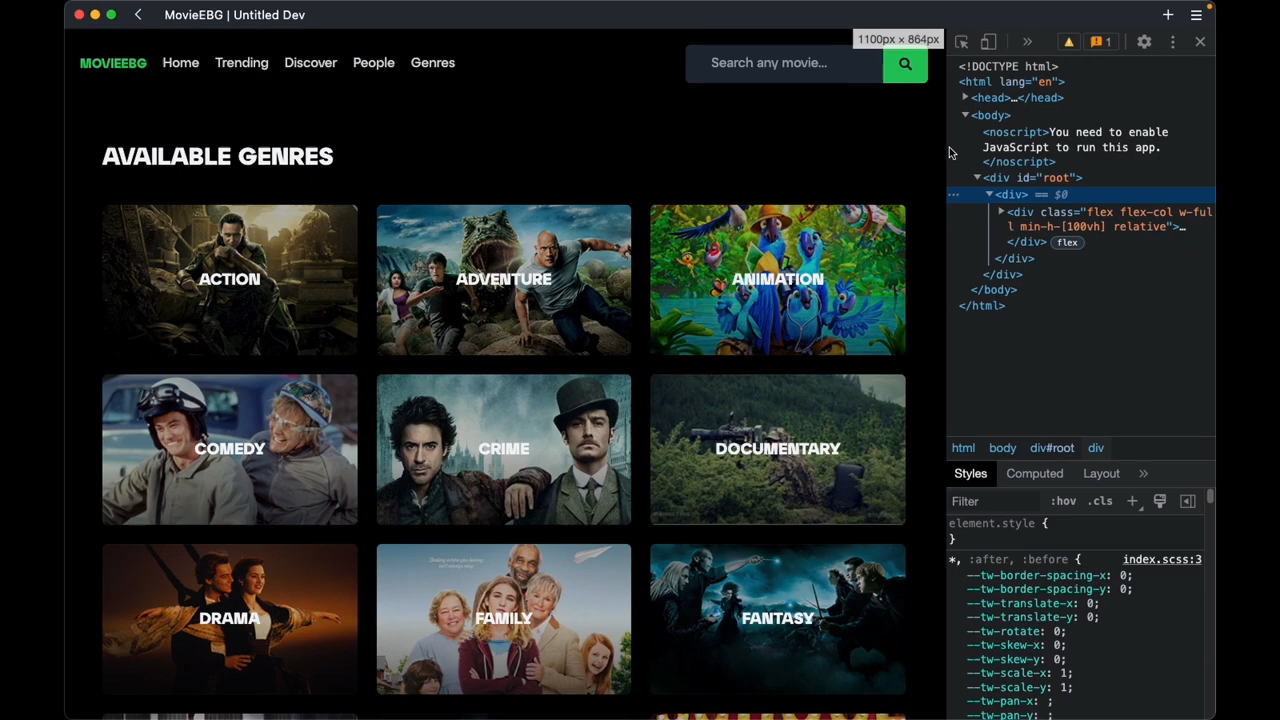 MovieEBG | Untitled Dev
1100px × 864px
MOVIEEBG Home Trending Discover People Genres
Search any movie...
1
AVAILABLE GENRES
ACTION
ADVENTURE
ANIMATION
COMEDY
CRIME
DOCUMENTARY
DRAMA
FAMILY
FANTASY
<!DOCTYPE html>
<html lang="en">
<head>…</head>
<body>
<noscript>You need to enable
JavaScript to run this app.
</noscript>
<div id="root">
<div> == $0
<div class="flex flex-col w-ful
l min-h-[100vh] relative">…
</div> flex
</div>
</div>
</body>
</html>
html body div#root div
Styles Computed Layout
Filter :hov .cls
element.style {
}
*, :after, :before { index.scss:3
--tw-border-spacing-x: 0;
--tw-border-spacing-y: 0;
--tw-translate-x: 0;
--tw-translate-y: 0;
--tw-rotate: 0;
--tw-skew-x: 0;
--tw-skew-y: 0;
--tw-scale-x: 1;
--tw-scale-y: 1;
--tw-pan-x: ;
--tw-pan-y: ;